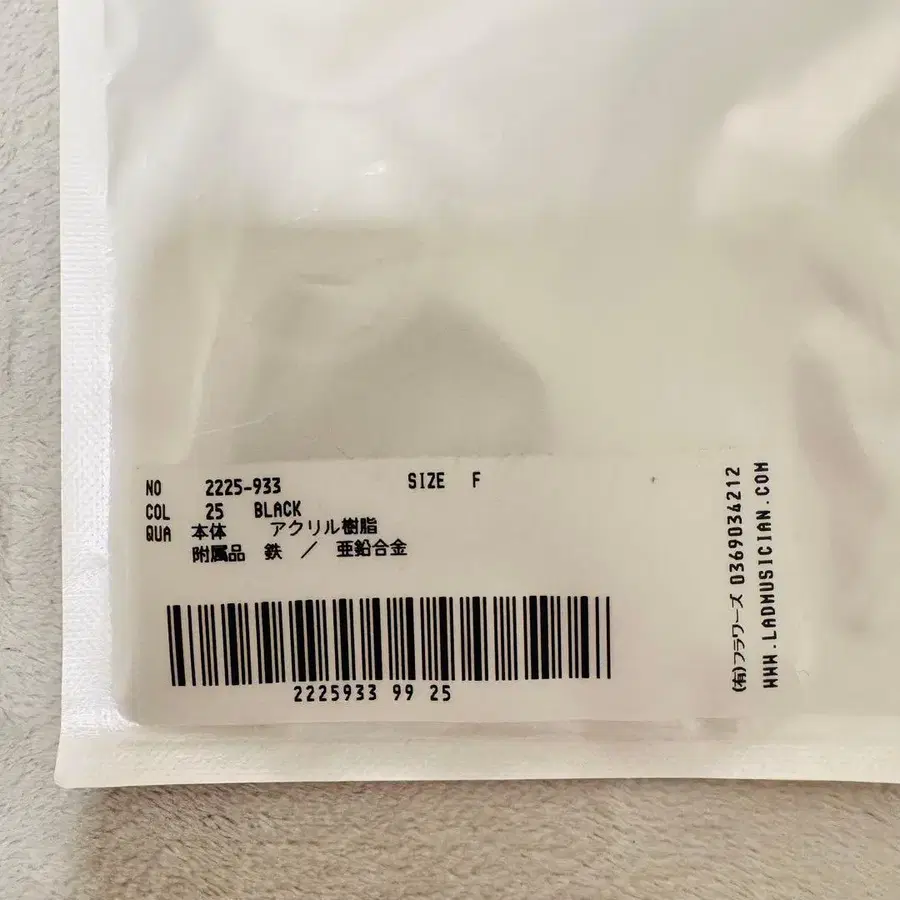 NO 2225-933 SIZE F
COL 25 BLACK
QUA 本体 アクリル樹脂
附属品 鉄 / 亜鉛合金
2225933 99 25
(有)フラワーズ 0369034212
WWW.LADMUSICIAN.COM